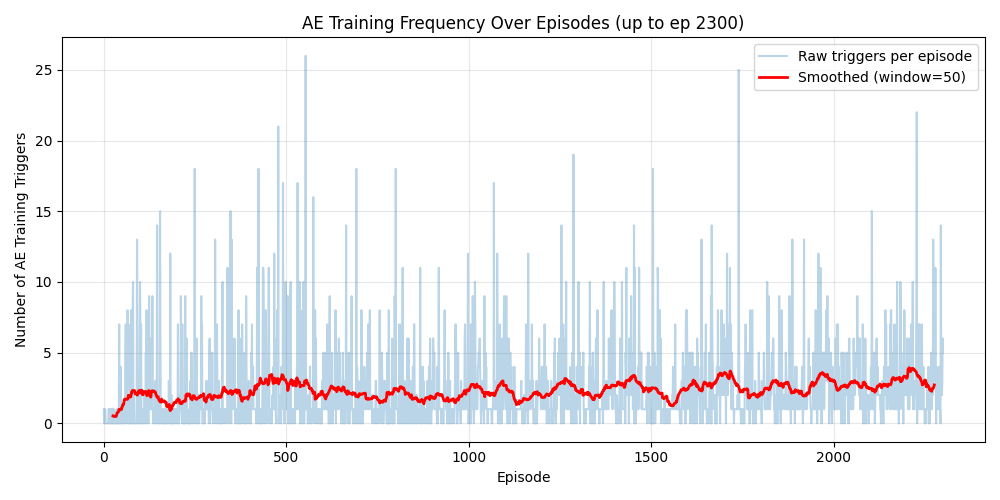 AE Training Frequency Over Episodes (up to ep 2300)
Raw triggers per episode
Smoothed (window=50)
Number of AE Training Triggers
25
20
15
10
5
0
0 500 1000 1500 2000
Episode